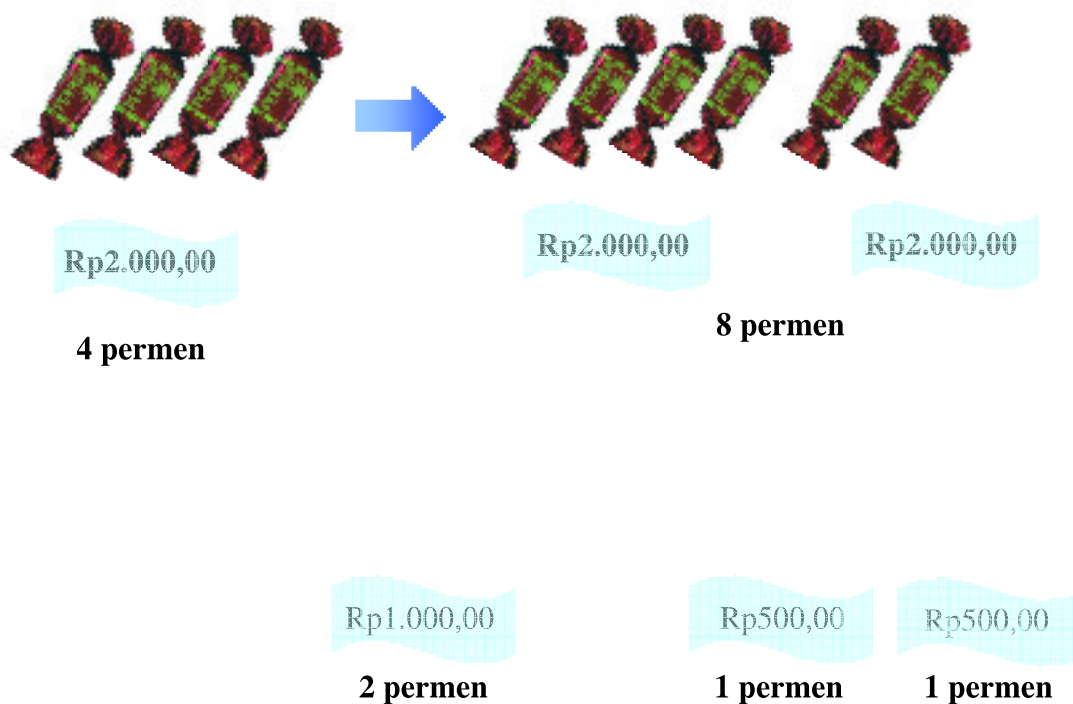 Rp2.000,00
4 permen
Rp2.000,00 Rp2.000,00
8 permen
Rp1.000,00 Rp500,00 Rp500,00
2 permen 1 permen 1 permen